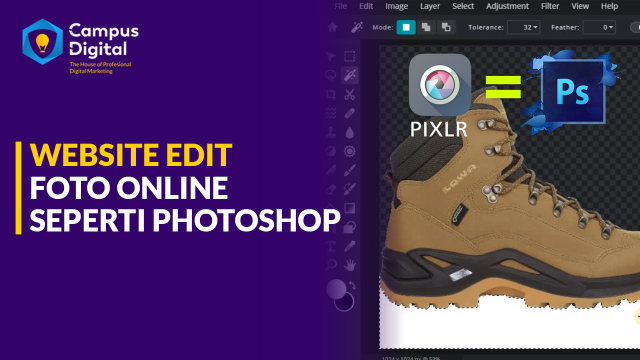 Campus
Digital
The House of Profesional
Digital Marketing
WEBSITE EDIT
FOTO ONLINE
SEPERTI PHOTOSHOP
File Edit Image Layer Select Adjustment Filter View Help
Mode: Tolerance: 32 Feather: 0
PIXLR
Ps
LOWA